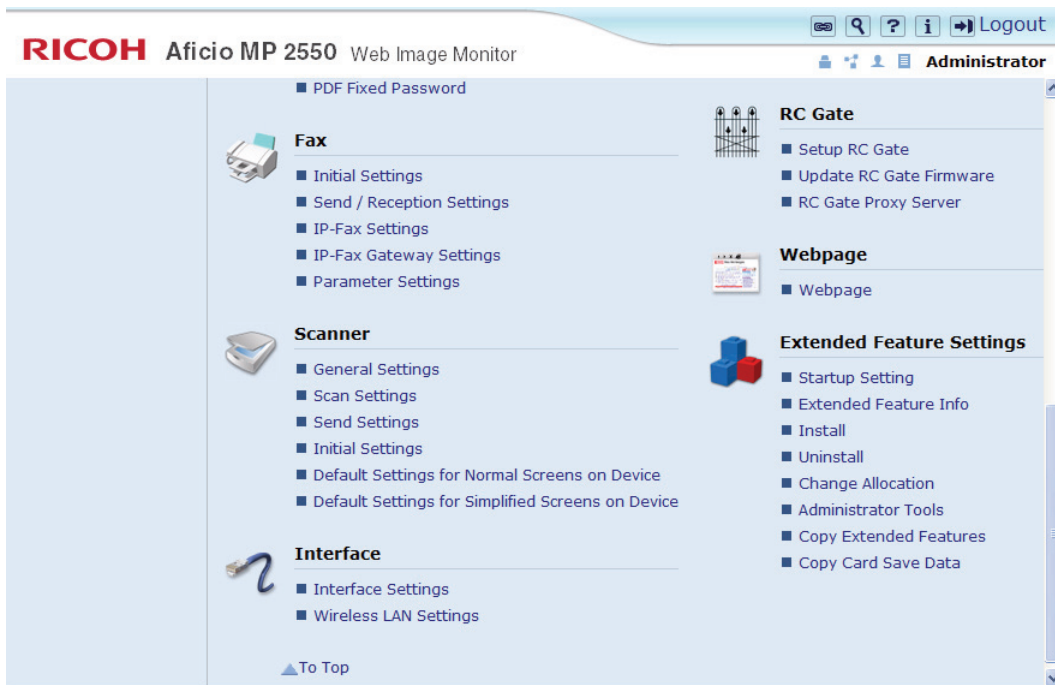 Logout
RICOH Aficio MP 2550 Web Image Monitor
Administrator
PDF Fixed Password
Fax
Initial Settings
Send / Reception Settings
IP-Fax Settings
IP-Fax Gateway Settings
Parameter Settings
Scanner
General Settings
Scan Settings
Send Settings
Initial Settings
Default Settings for Normal Screens on Device
Default Settings for Simplified Screens on Device
Interface
Interface Settings
Wireless LAN Settings
To Top
RC Gate
Setup RC Gate
Update RC Gate Firmware
RC Gate Proxy Server
Webpage
Webpage
Extended Feature Settings
Startup Setting
Extended Feature Info
Install
Uninstall
Change Allocation
Administrator Tools
Copy Extended Features
Copy Card Save Data